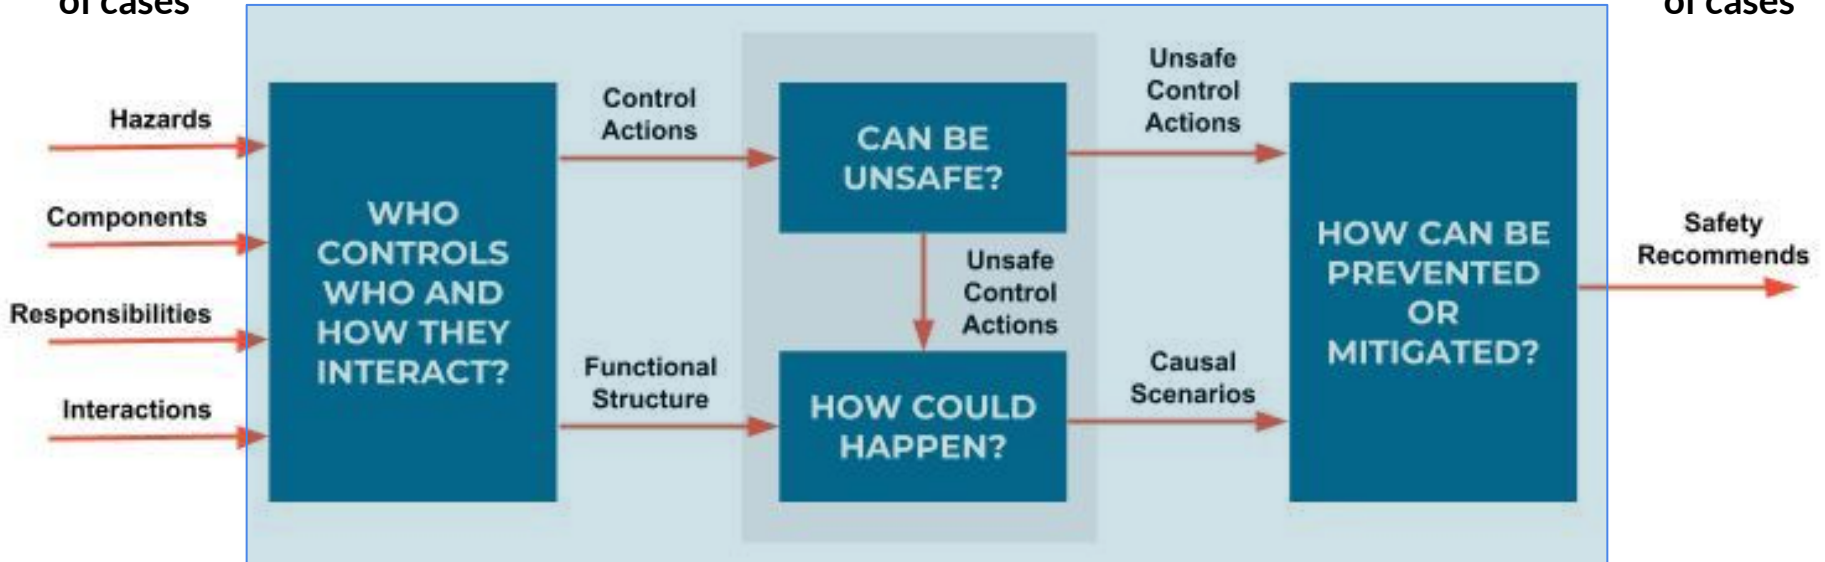 of cases
of cases
Hazards
Components
Responsibilities
Interactions
WHO
CONTROLS
WHO AND
HOW THEY
INTERACT?
Control
Actions
Functional
Structure
CAN BE
UNSAFE?
Unsafe
Control
Actions
HOW COULD
HAPPEN?
Unsafe
Control
Actions
Causal
Scenarios
HOW CAN BE
PREVENTED
OR
MITIGATED?
Safety
Recommends